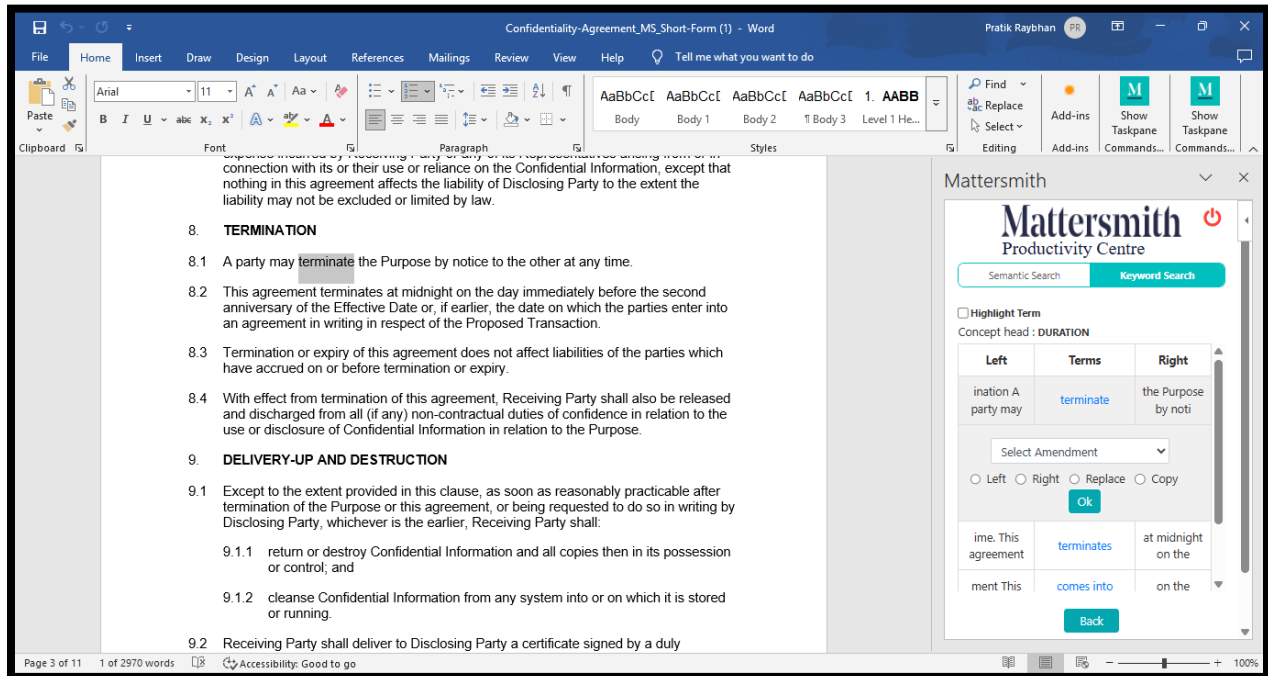 Confidentiality-Agreement_MS_Short-Form (1) - Word
Pratik Raybhan
PR
File
Home
Insert
Draw
Design
Layout
References
Mailings
Review
View
Help
Tell me what you want to do
Paste
Clipboard
Arial
11
Aa
B I U abc x₂ x²
A
Font
Paragraph
AaBbCcI AaBbCcI AaBbCcI AaBbCcI 1. AABB
Body
Body 1
Body 2
¶ Body 3
Level 1 He...
Styles
Find
Replace
Select
Editing
Add-ins
Add-ins
M
Show
Taskpane
Commands...
M
Show
Taskpane
Commands...
expense incurred by Receiving Party or any of its Representatives arising from or in
connection with its or their use or reliance on the Confidential Information, except that
nothing in this agreement affects the liability of Disclosing Party to the extent the
liability may not be excluded or limited by law.
8. TERMINATION
8.1 A party may terminate the Purpose by notice to the other at any time.
8.2 This agreement terminates at midnight on the day immediately before the second
anniversary of the Effective Date or, if earlier, the date on which the parties enter into
an agreement in writing in respect of the Proposed Transaction.
8.3 Termination or expiry of this agreement does not affect liabilities of the parties which
have accrued on or before termination or expiry.
8.4 With effect from termination of this agreement, Receiving Party shall also be released
and discharged from all (if any) non-contractual duties of confidence in relation to the
use or disclosure of Confidential Information in relation to the Purpose.
9. DELIVERY-UP AND DESTRUCTION
9.1 Except to the extent provided in this clause, as soon as reasonably practicable after
termination of the Purpose or this agreement, or being requested to do so in writing by
Disclosing Party, whichever is the earlier, Receiving Party shall:
9.1.1 return or destroy Confidential Information and all copies then in its possession
or control; and
9.1.2 cleanse Confidential Information from any system into or on which it is stored
or running.
9.2 Receiving Party shall deliver to Disclosing Party a certificate signed by a duly
Mattersmith
Mattersmith
Productivity Centre
Semantic Search
Keyword Search
Highlight Term
Concept head : DURATION
Left
Terms
Right
ination A
party may
terminate
the Purpose
by noti
Select Amendment
Left
Right
Replace
Copy
Ok
ime. This
agreement
terminates
at midnight
on the
ment This
comes into
on the
Back
Page 3 of 11
1 of 2970 words
Accessibility: Good to go
100%